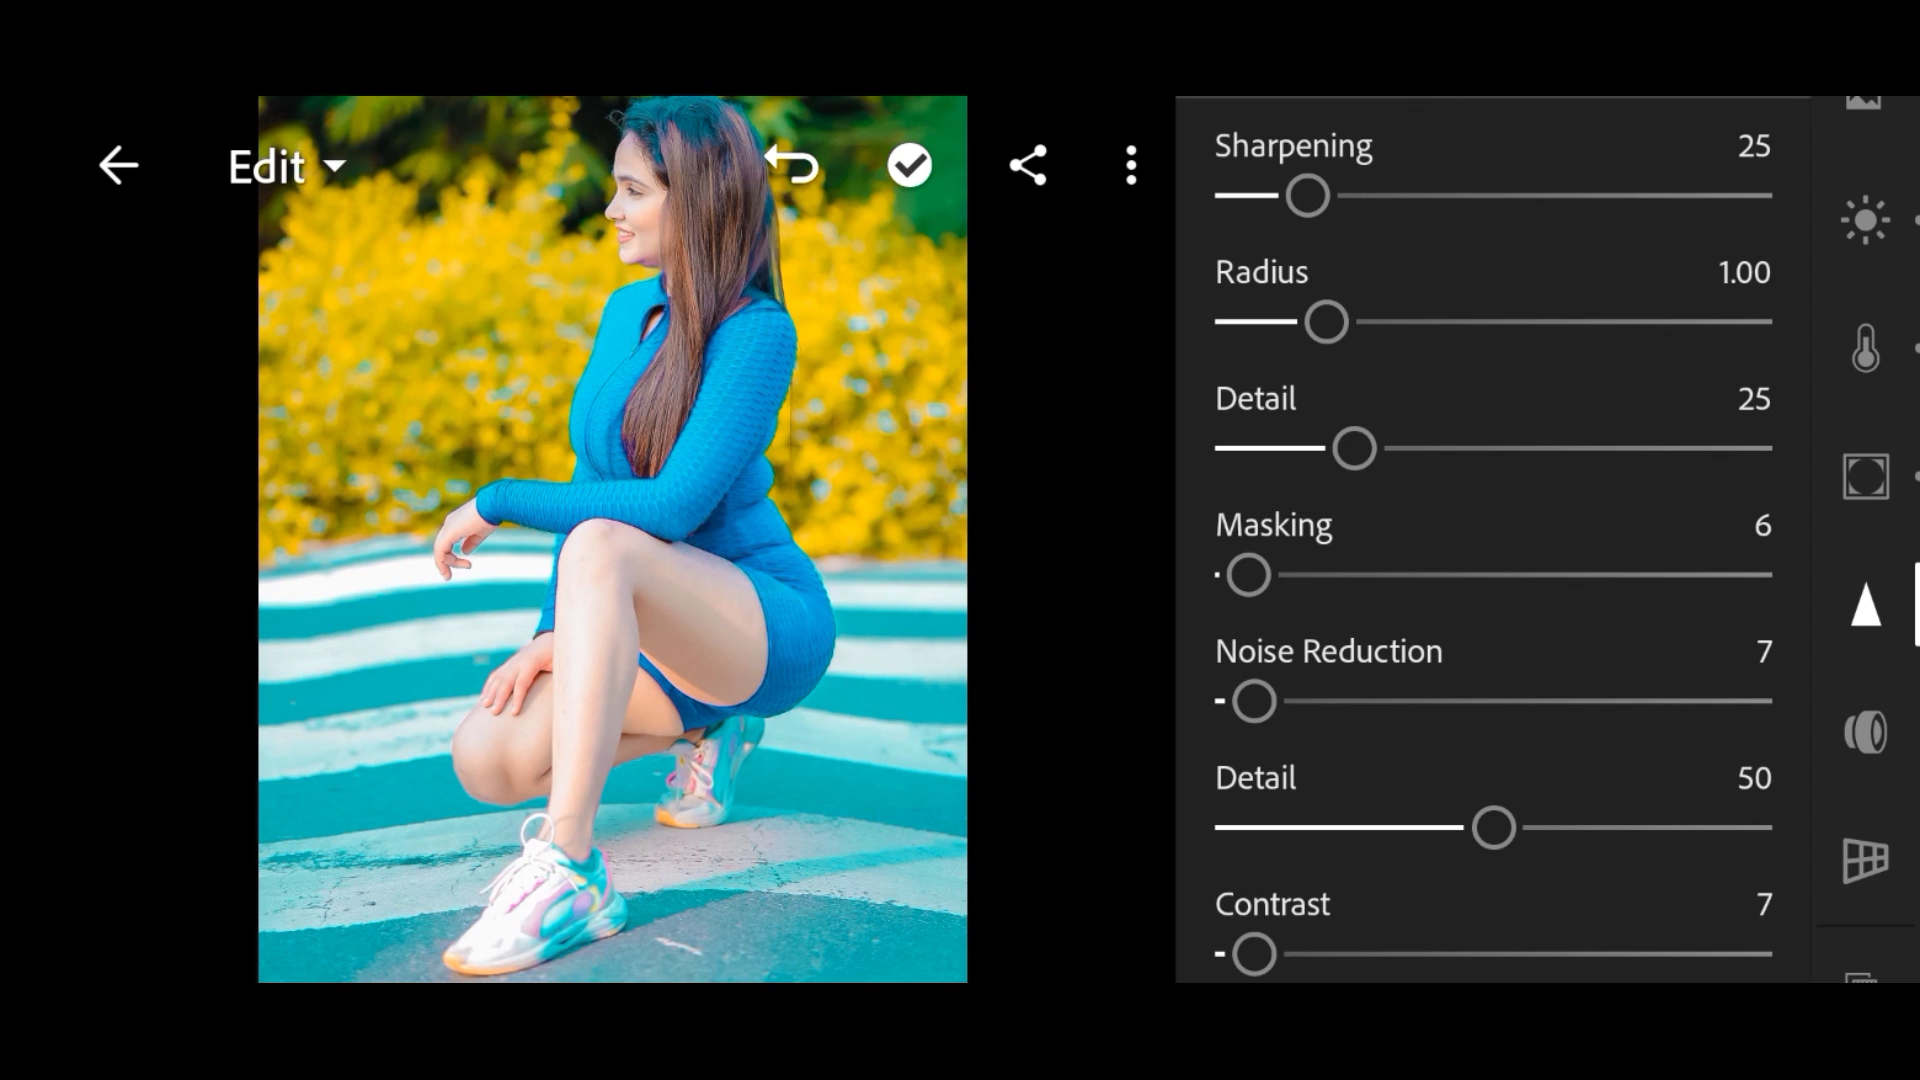 Edit
Sharpening 25
Radius 1.00
Detail 25
Masking 6
Noise Reduction 7
Detail 50
Contrast 7